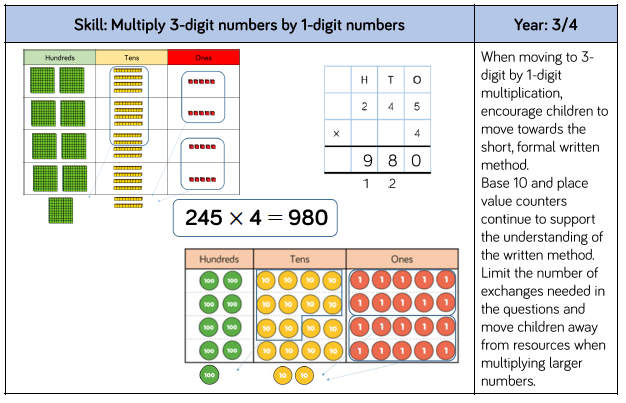 Skill: Multiply 3-digit numbers by 1-digit numbers
Year: 3/4
Hundreds Tens Ones
H T O
2 4 5
× 4
9 8 0
1 2
245 × 4 = 980
Hundreds Tens Ones
100 100 10 10 10 10 1 1 1 1 1
100 100 10 10 10 10 1 1 1 1 1
100 100 10 10 10 10 1 1 1 1 1
100 100 10 10 10 10 1 1 1 1 1
100 10 10
When moving to 3-
digit by 1-digit
multiplication,
encourage children to
move towards the
short, formal written
method.
Base 10 and place
value counters
continue to support
the understanding of
the written method.
Limit the number of
exchanges needed in
the questions and
move children away
from resources when
multiplying larger
numbers.